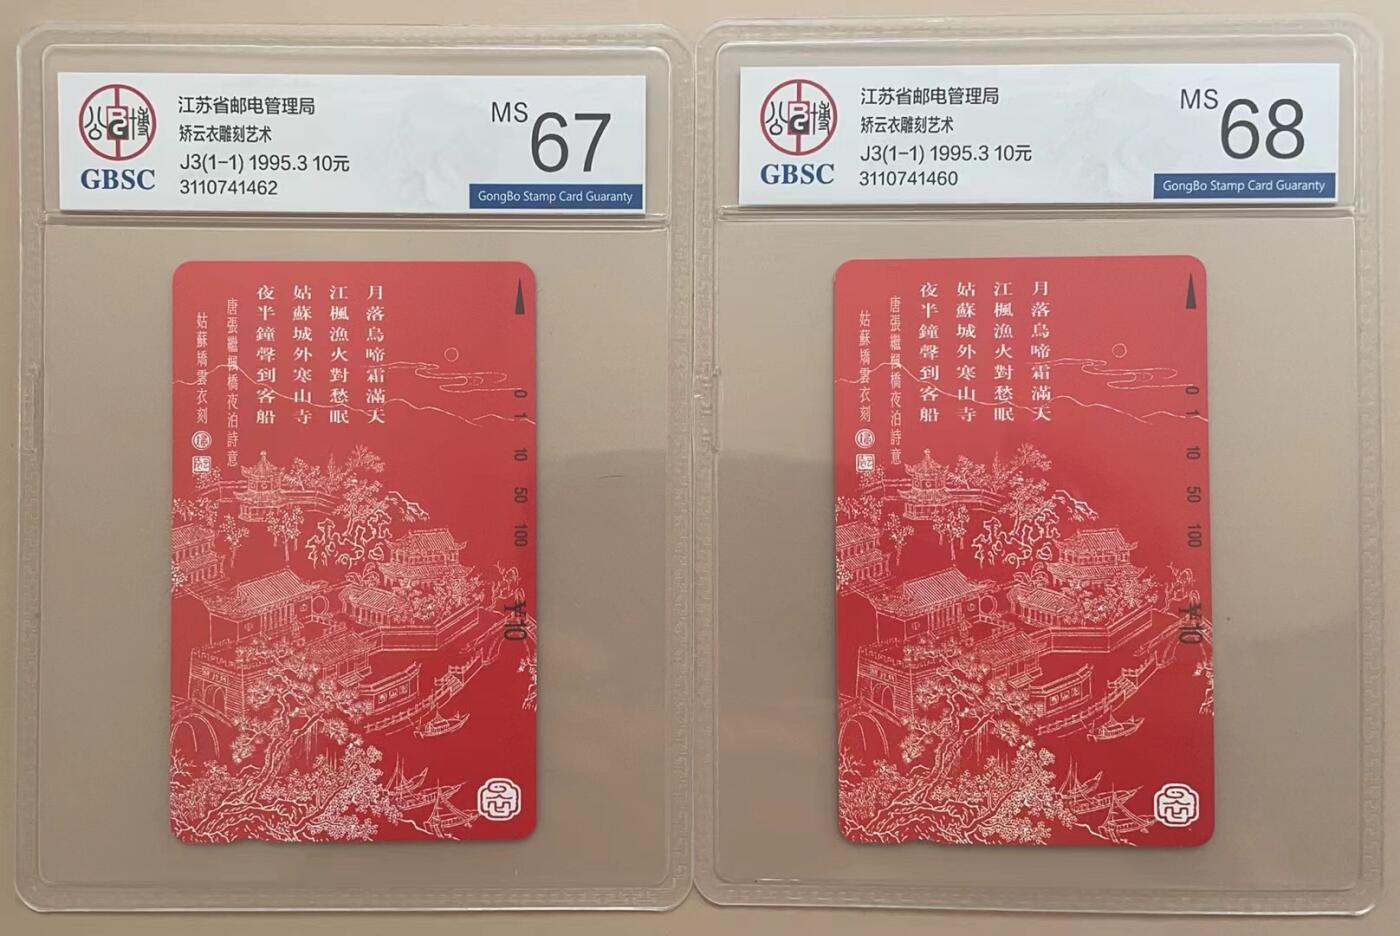 公 博
GBSC
江苏省邮电管理局
矫云衣雕刻艺术
J3(1-1) 1995.3 10元
3110741462
MS 67
GongBo Stamp Card Guaranty
月落烏啼霜滿天
江楓漁火對愁眠
姑蘇城外寒山寺
夜半鐘聲到客船
唐張繼楓橋夜泊詩意
姑蘇矯雲衣刻
0
1
10
50
100
¥10
公 博
GBSC
江苏省邮电管理局
矫云衣雕刻艺术
J3(1-1) 1995.3 10元
3110741460
MS 68
GongBo Stamp Card Guaranty
月落烏啼霜滿天
江楓漁火對愁眠
姑蘇城外寒山寺
夜半鐘聲到客船
唐張繼楓橋夜泊詩意
姑蘇矯雲衣刻
0
1
10
50
100
¥10